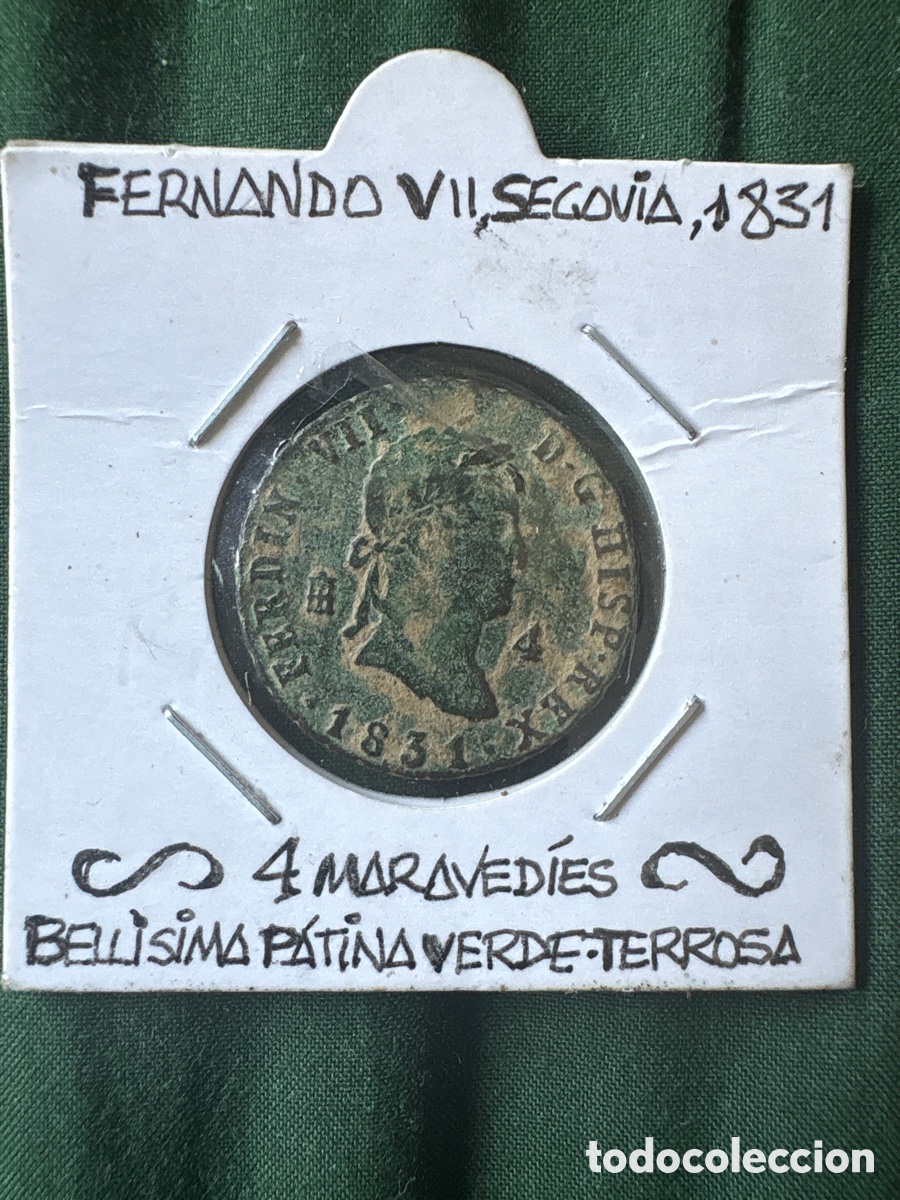 FERNANDO VII, SEGOVIA, 1831
FERDIN · VII D · G · HISP · REX
4
· 1831 ·
4 MARAVEDÍES
BELLISIMA PÁTINA VERDE-TERROSA
todocoleccion